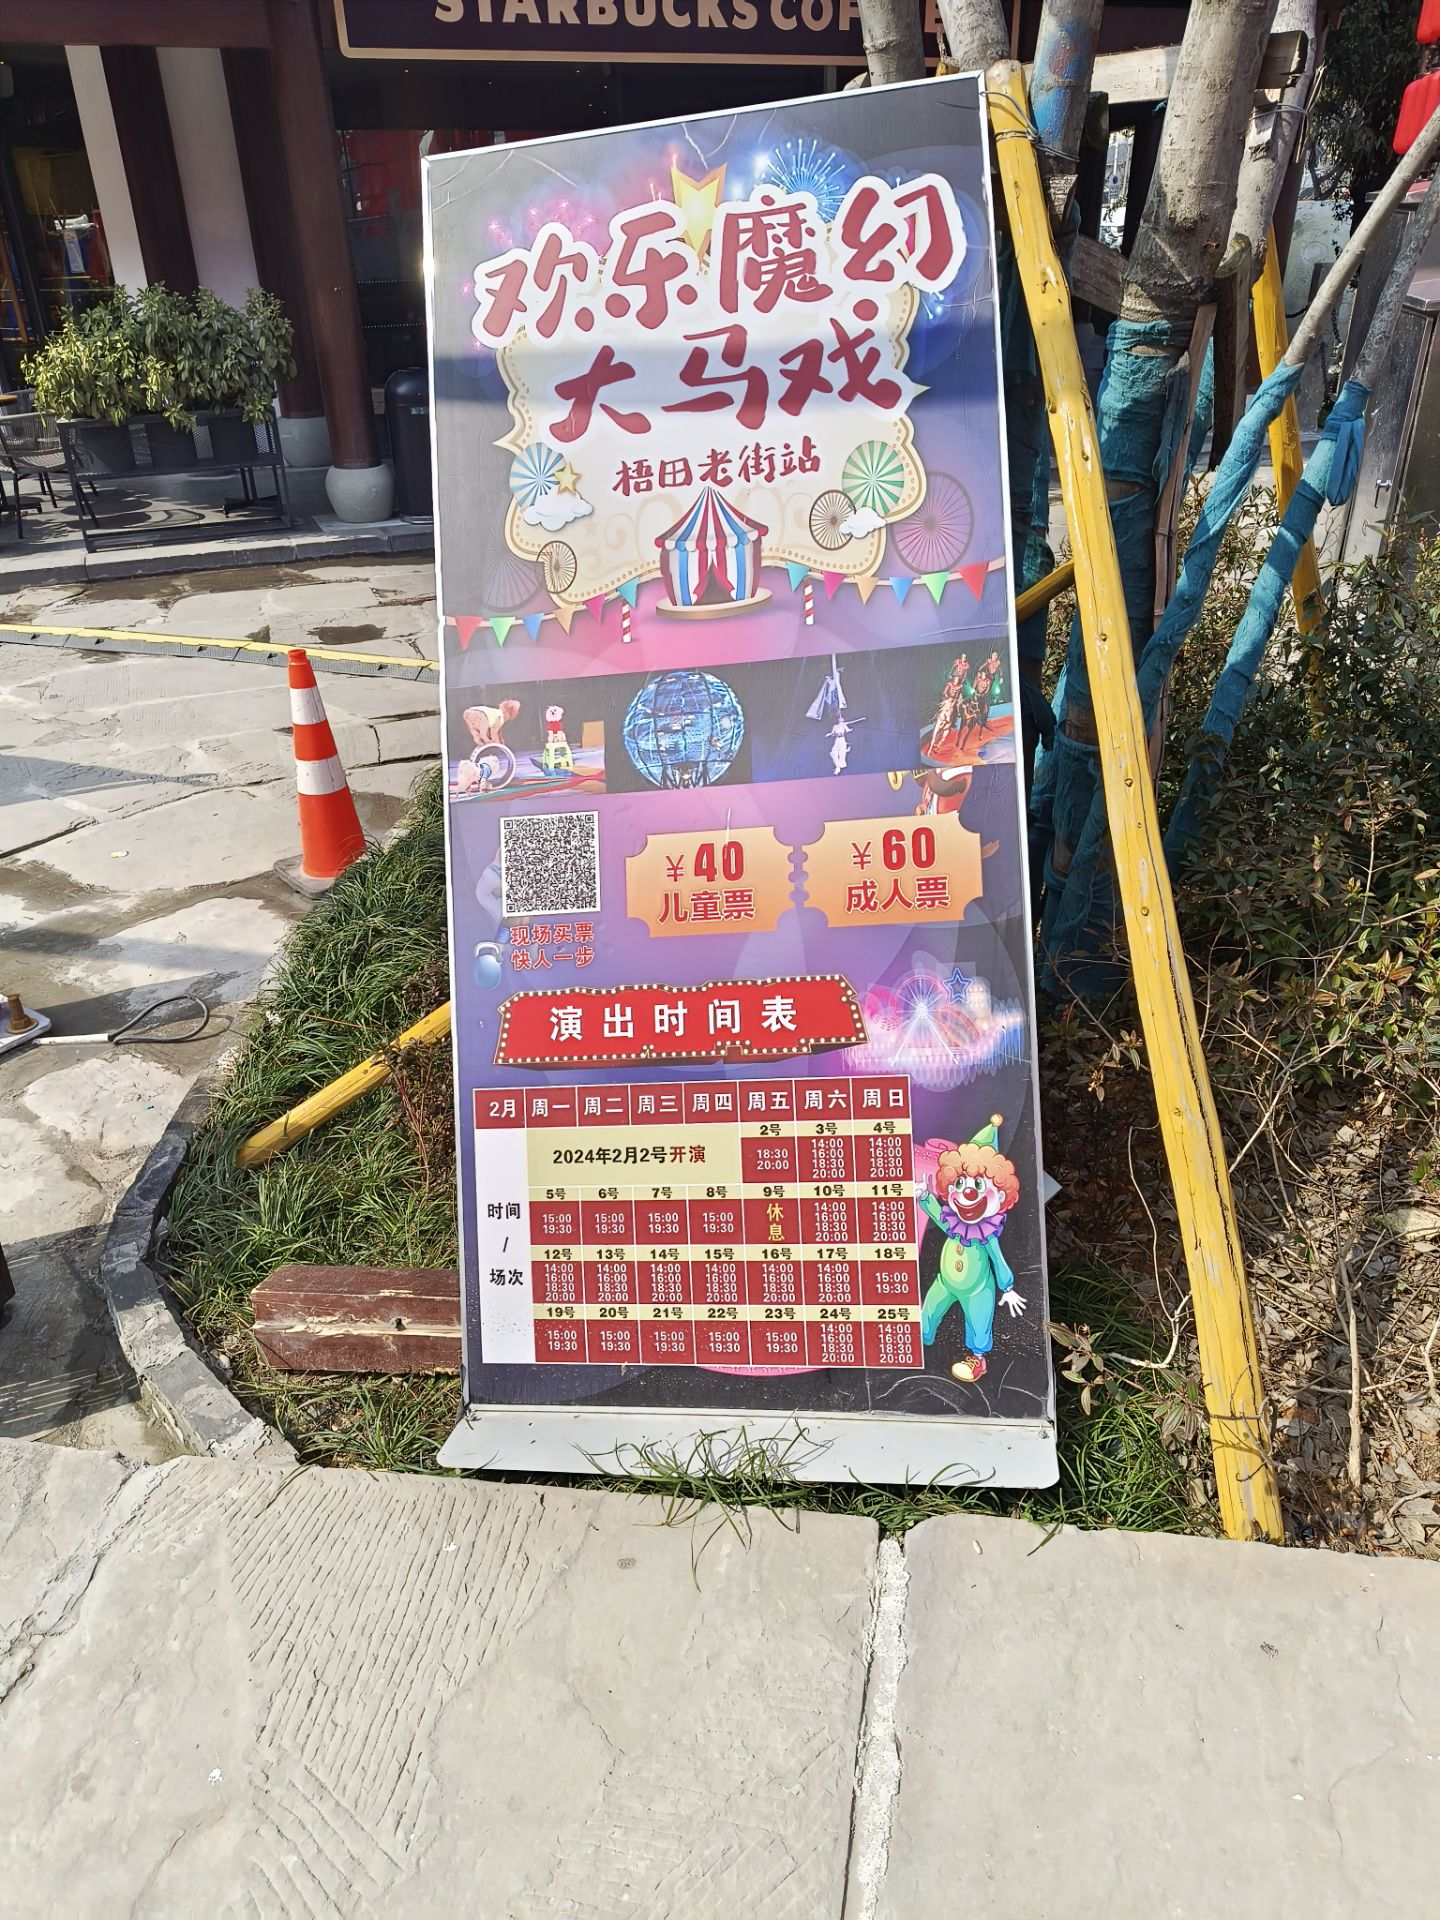 STARBUCKS CO
欢乐魔幻
大马戏
梧田老街站
¥40
儿童票
¥60
成人票
现场买票
快人一步
演出时间表
2月 周一 周二 周三 周四 周五 周六 周日
时间
/
场次
2024年2月2号开演
2号 3号 4号
18:30 14:00 14:00
20:00 16:00 16:00
18:30 18:30
20:00 20:00
5号 6号 7号 8号 9号 10号 11号
15:00 15:00 15:00 15:00 休 14:00 14:00
19:30 19:30 19:30 19:30 息 16:00 16:00
18:30 18:30
20:00 20:00
12号 13号 14号 15号 16号 17号 18号
14:00 14:00 14:00 14:00 14:00 14:00 15:00
16:00 16:00 16:00 16:00 16:00 16:00 19:30
18:30 18:30 18:30 18:30 18:30 18:30
20:00 20:00 20:00 20:00 20:00 20:00
19号 20号 21号 22号 23号 24号 25号
15:00 15:00 15:00 15:00 15:00 14:00 14:00
19:30 19:30 19:30 19:30 19:30 16:00 16:00
18:30 18:30
20:00 20:00